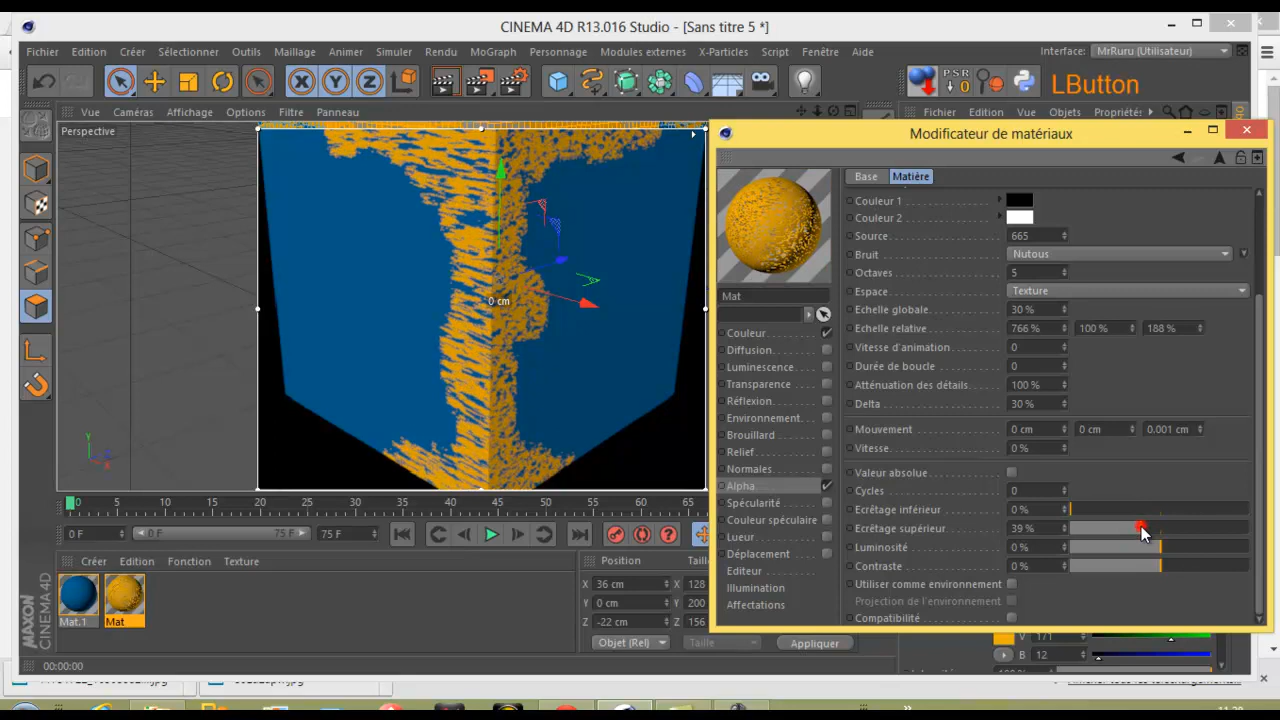 CINEMA 4D R13.016 Studio - [Sans titre 5 *]
Fichier Edition Créer Sélectionner Outils Maillage Animer Simuler Rendu MoGraph Personnage Modules externes X-Particles Script Fenêtre Aide Interface: MrRuru (Utilisateur)
X Y Z PSR 0 LButton
Vue Caméras Affichage Options Filtre Panneau Fichier Edition Vue Objets Propriétés
Perspective
Modificateur de matériaux
Base Matière
Couleur 1
Couleur 2
Source 665
Bruit Nutous
Octaves 5
Espace Texture
Echelle globale 30 %
Echelle relative 766 % 100 % 188 %
Vitesse d'animation 0
Durée de boucle 0
Atténuation des détails 100 %
Delta 30 %
Mouvement 0 cm 0 cm 0.001 cm
Vitesse 0 %
Valeur absolue
Cycles 0
Ecrêtage inférieur 0 %
Ecrêtage supérieur 39 %
Luminosité 0 %
Contraste 0 %
Utiliser comme environnement
Projection de l'environnement
Compatibilité
Mat
Couleur
Diffusion
Luminescence
Transparence
Réflexion
Environnement
Brouillard
Relief
Normales
Alpha
Spécularité
Couleur spéculaire
Lueur
Déplacement
Editeur
Illumination
Affectations
0 cm
Y
Z
X
0 5 10 15 20 25 30 35 40 45 50 55 60 65
0 F 0 F 75 F 75 F
Créer Edition Fonction Texture
Mat.1 Mat
Position Taille
X 36 cm X 128
Y 0 cm Y 200
Z -22 cm Z 156
Objet (Rel) Taille Appliquer
V 171
B 12
MAXON
CINEMA 4D
00:00:00